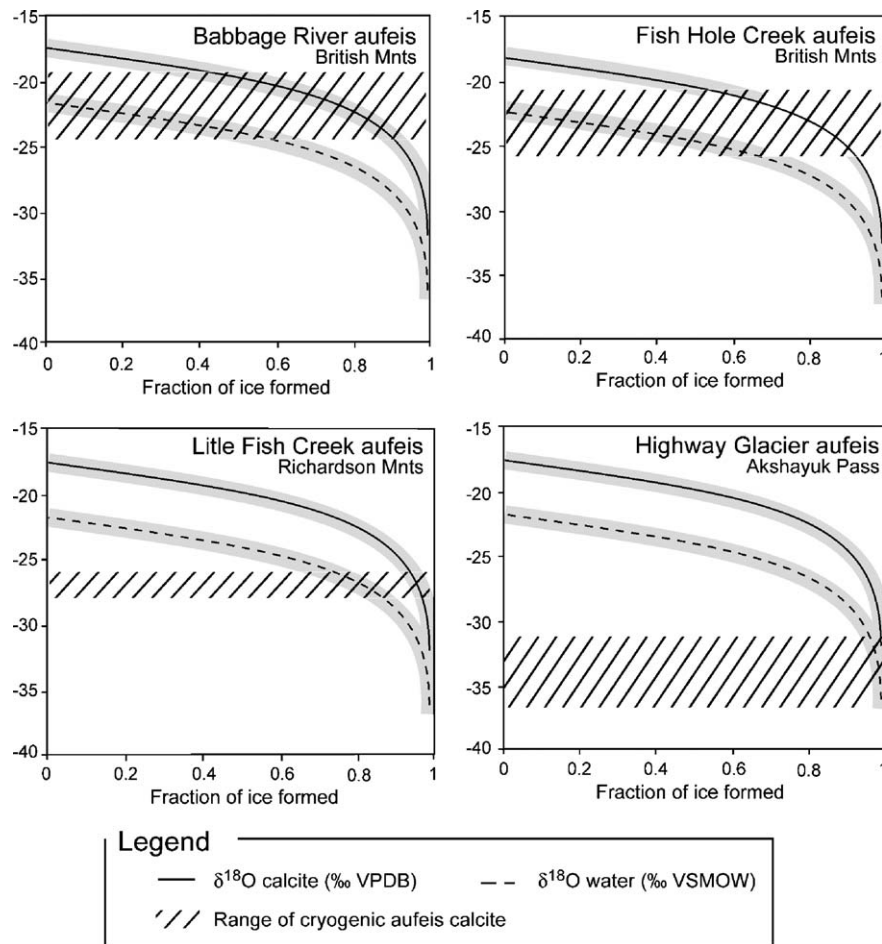 Babbage River aufeis
British Mnts
-15
-20
-25
-30
-35
-40
0 0.2 0.4 0.6 0.8 1
Fraction of ice formed
Fish Hole Creek aufeis
British Mnts
-15
-20
-25
-30
-35
-40
0 0.2 0.4 0.6 0.8 1
Fraction of ice formed
Litle Fish Creek aufeis
Richardson Mnts
-15
-20
-25
-30
-35
-40
0 0.2 0.4 0.6 0.8 1
Fraction of ice formed
Highway Glacier aufeis
Akshayuk Pass
-15
-20
-25
-30
-35
-40
0 0.2 0.4 0.6 0.8 1
Fraction of ice formed
Legend
δ¹⁸O calcite (‰ VPDB)
δ¹⁸O water (‰ VSMOW)
Range of cryogenic aufeis calcite